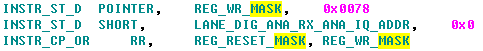 INSTR_ST_D POINTER, REG_WR_MASK, 0x0078
INSTR_ST_D SHORT, LANE_DIG_ANA_RX_ANA_IQ_ADDR, 0x0
INSTR_CP_OR RR, REG_RESET_MASK, REG_WR_MASK